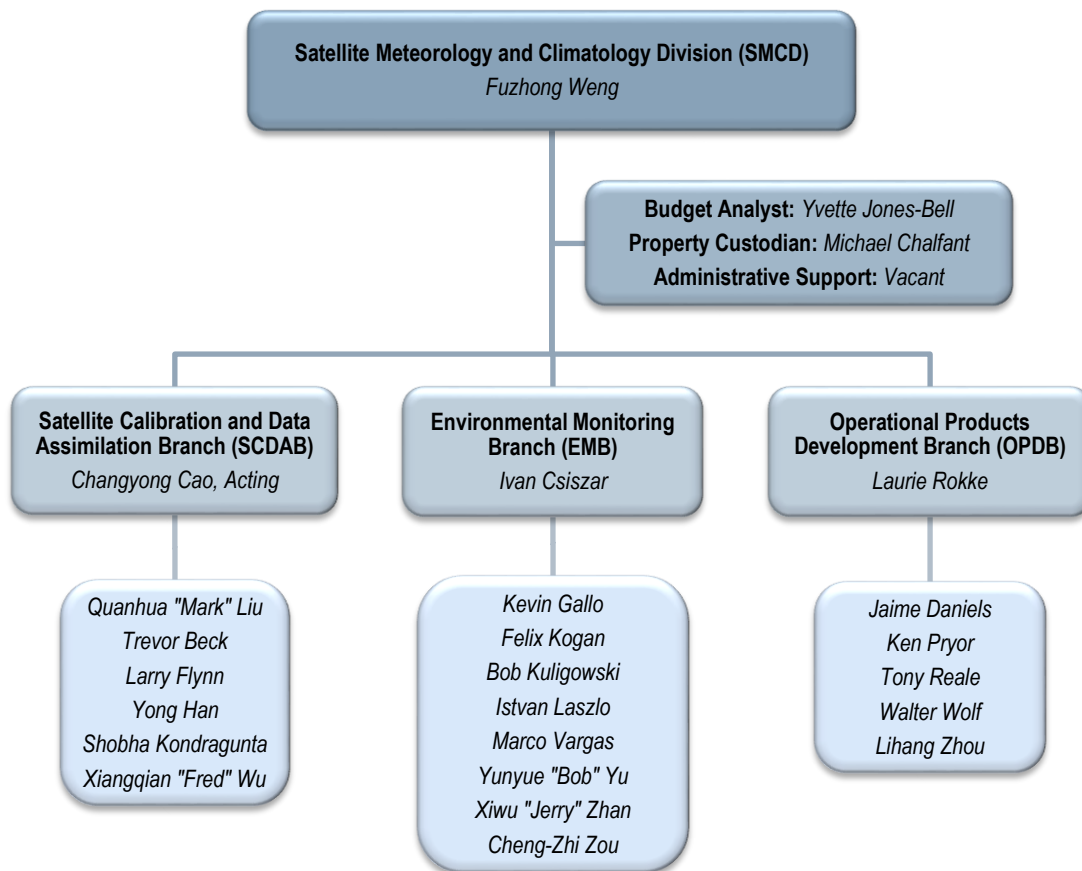 Satellite Meteorology and Climatology Division (SMCD)
Fuzhong Weng
Budget Analyst: Yvette Jones-Bell
Property Custodian: Michael Chalfant
Administrative Support: Vacant
Satellite Calibration and Data
Assimilation Branch (SCDAB)
Changyong Cao, Acting
Environmental Monitoring
Branch (EMB)
Ivan Csiszar
Operational Products
Development Branch (OPDB)
Laurie Rokke
Quanhua "Mark" Liu
Trevor Beck
Larry Flynn
Yong Han
Shobha Kondragunta
Xiangqian "Fred" Wu
Kevin Gallo
Felix Kogan
Bob Kuligowski
Istvan Laszlo
Marco Vargas
Yunyue "Bob" Yu
Xiwu "Jerry" Zhan
Cheng-Zhi Zou
Jaime Daniels
Ken Pryor
Tony Reale
Walter Wolf
Lihang Zhou